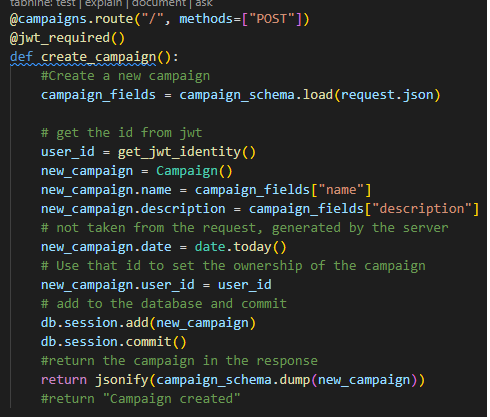 tabnine: test | explain | document | ask
@campaigns.route("/", methods=["POST"])
@jwt_required()
def create_campaign():
    #Create a new campaign
    campaign_fields = campaign_schema.load(request.json)

    # get the id from jwt
    user_id = get_jwt_identity()
    new_campaign = Campaign()
    new_campaign.name = campaign_fields["name"]
    new_campaign.description = campaign_fields["description"]
    # not taken from the request, generated by the server
    new_campaign.date = date.today()
    # Use that id to set the ownership of the campaign
    new_campaign.user_id = user_id
    # add to the database and commit
    db.session.add(new_campaign)
    db.session.commit()
    #return the campaign in the response
    return jsonify(campaign_schema.dump(new_campaign))
    #return "Campaign created"